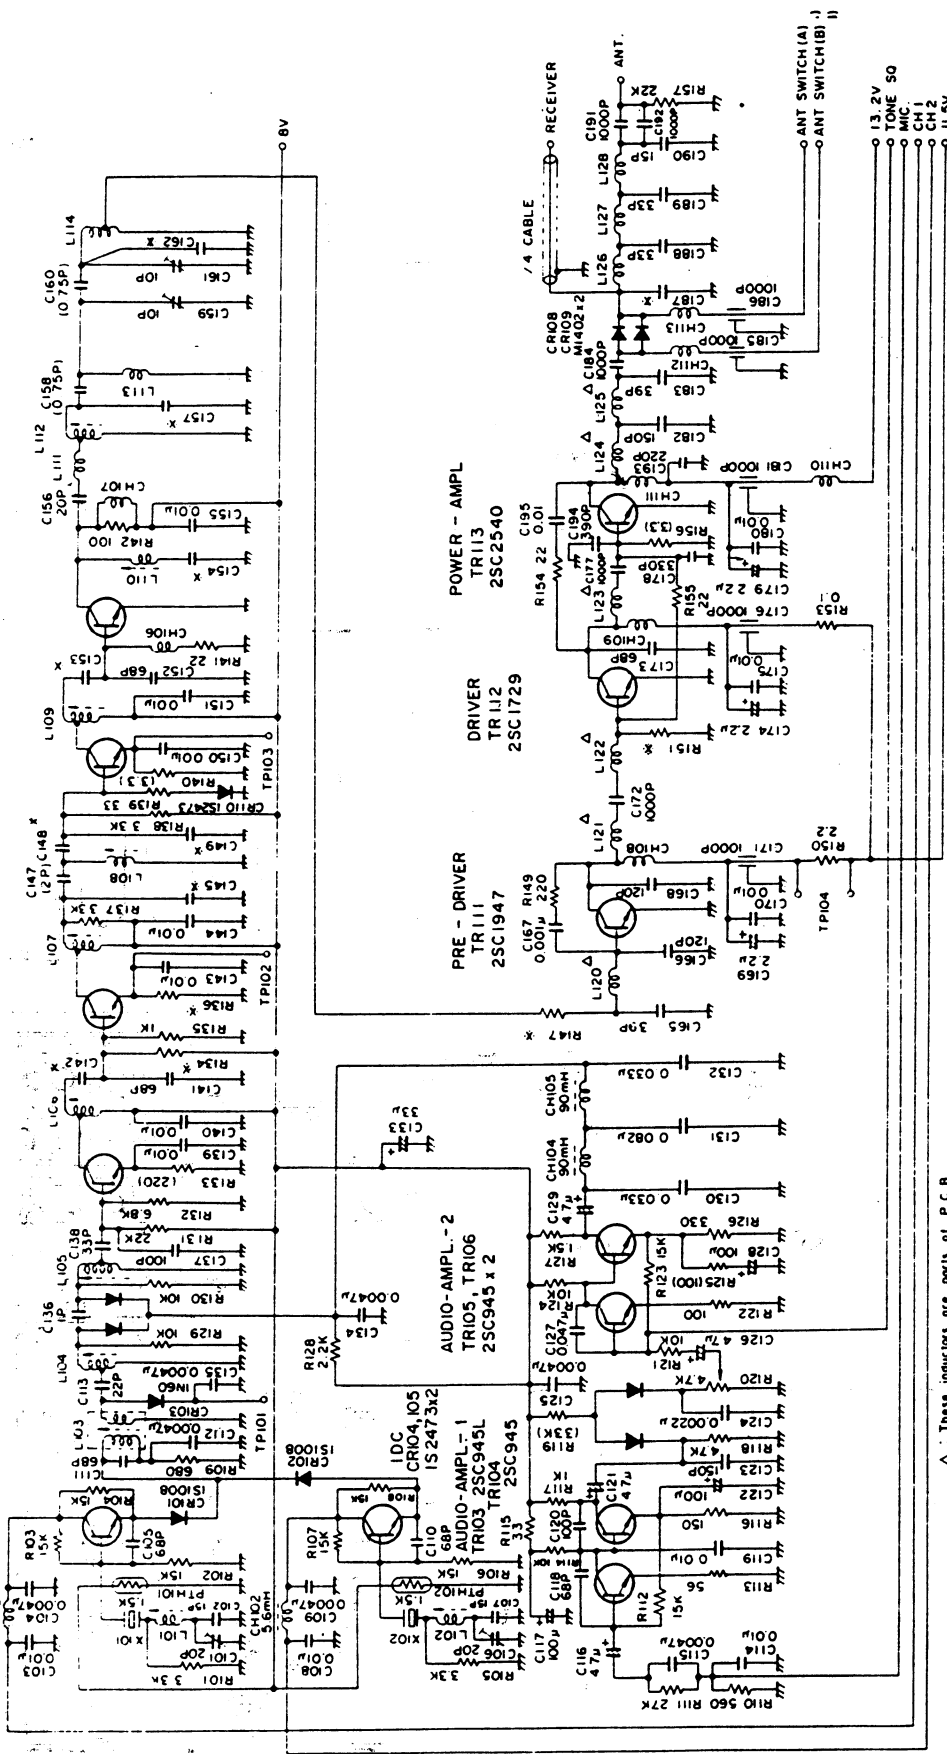 8V
L114
C162 *
10P
C161
C160
(0.75P)
10P
C159
C158
(0.75P)
L113
C157
*
L112
L111
C156
20P
CH107
R142 100
0.01μ
C155
L110
C154 *
CH106
R141 22
C153 *
68P
C152
0.01μ
C151
L109
C150 0.01μ
TP103
R140
(3.3)
CR110 1S2473
R139 33
R138 3.3K
C148 *
C149 *
C147
(2P)
L108
C145 *
R137 3.3K
0.01μ
C144
L107
0.01μ
C143
TP102
R136 *
R135
1K
R134 *
C142 *
68P
C141
L106
0.01μ
C140
0.01μ
C139
(220)
R133
6.8K
R132
22K
R131
C138
33P
100P
C137
L105
10K
R130
C136
1P
10K
R129
L104
0.0047μ
C135
C113
22P
1N60
CR103
TP101
L103
0.0047μ
C112
68P
C111
680
R109
1S1008
CR102
15K
R104
1S1008
CR101
R103
15K
C105
68P
15K
R102
PTH101
1.5K
X101
L101
C102
15P
C101 20P
3.3K
R101
C104
0.0047μ
C103
0.01μ
CH102
5.6mH
RECEIVER
ANT.
/4 CABLE
C191
1000P
22K
R157
C192
1000P
15P
C190
L128
L127
33P
C189
33P
C188
L126
C187
*
C186
1000P
CR108
CR109
MI402x2
CH113
C185 1000P
C184
1000P
CH112
39P
C183
L125
Δ
150P
C182
L124
Δ
220P
C193
CH111
C181 1000P
CH110
C195
0.01
C194
390P
R156 (3.3)
0.01μ
C180
C179 2.2μ
R154 22
C177
1000P
330P
C178
R155
22
L123
Δ
CH109
68P
C173
C176 1000P
R153
0.1
0.01μ
C175
C174 2.2μ
POWER - AMPL
TR113
2SC2540
DRIVER
TR112
2SC1729
L122
Δ
* R151
C172
1000P
L121
Δ
CH108
R149
220
C167
0.001μ
120P
C168
C171 1000P
R150
2.2
0.01μ
C170
TP104
2.2μ
C169
PRE - DRIVER
TR111
2SC1947
L120
Δ
120P
C166
39P
C165
R147 *
ANT SWITCH(A)
ANT SWITCH(B)
13.2V
TONE SQ
MIC.
CH1
CH2
11.5V
33μ
C133
0.033μ
C132
CH105
90mH
0.082μ
C131
CH104
90mH
0.033μ
C130
C129
4.7μ
1.5K
R127
10K
R124
330
R126
100μ
C128
R125(100)
R123 15K
C127
0.047μ
100
R122
C126 4.7μ
10K
R121
R128
2.2K
C134
0.0047μ
AUDIO-AMPL.-2
TR105, TR106
2SC945 x 2
IDC
CR104,105
1S2473x2
AUDIO-AMPL.-1
TR103 2SC945L
TR104
2SC945
0.0047μ
C125
4.7K
R120
0.0022μ
C124
(3.3K)
R119
4.7K
R118
150P
C123
100μ
C122
C121
4.7μ
1K
R117
C120
100P
150
R116
R115
33
R114 10K
0.01μ
C119
C118
68P
56
R113
R112
15K
C117
100μ
C116
4.7μ
0.0047μ
C115
27K
R111
C114
0.01μ
R110 560
15K
R108
R107
15K
C110
68P
15K
R106
PTH102
1.5K
X102
L102
C107 15P
C106
20P
3.3K
R105
C109
0.0047μ
C108
0.01μ
Δ : These inductors are parts of P.C.B.